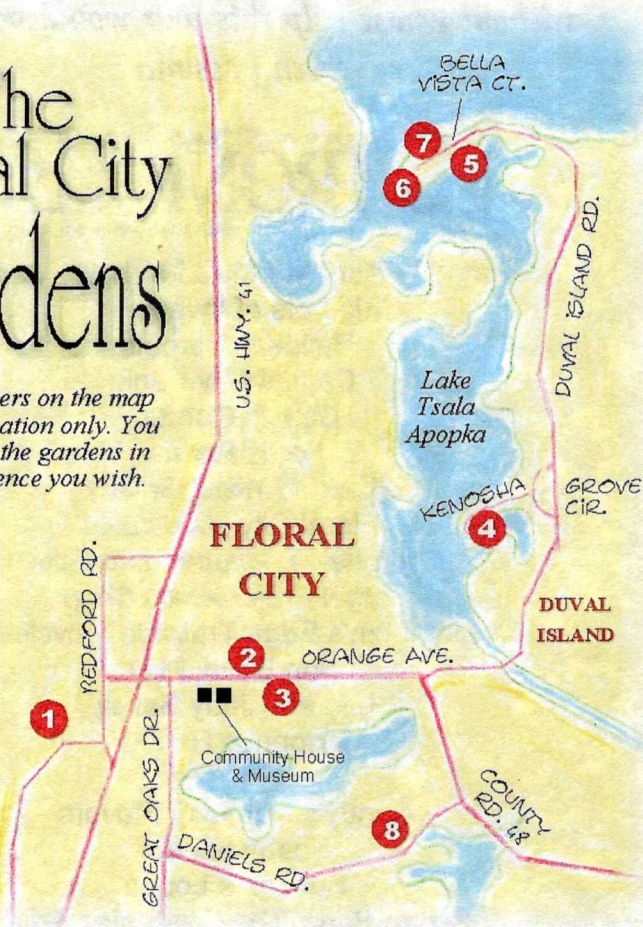 he
al City
dens
ers on the map
ation only. You
the gardens in
ence you wish.
BELLA
VISTA CT.
7
5
6
U.S. HWY. 41
DUVAL ISLAND RD.
Lake
Tsala
Apopka
KENOSHA
GROVE
CIR.
4
FLORAL
CITY
BEDFORD RD.
DUVAL
ISLAND
2
ORANGE AVE.
3
1
Community House
& Museum
GREAT OAKS DR.
COUNTY
RD. 48
8
DANIELS RD.